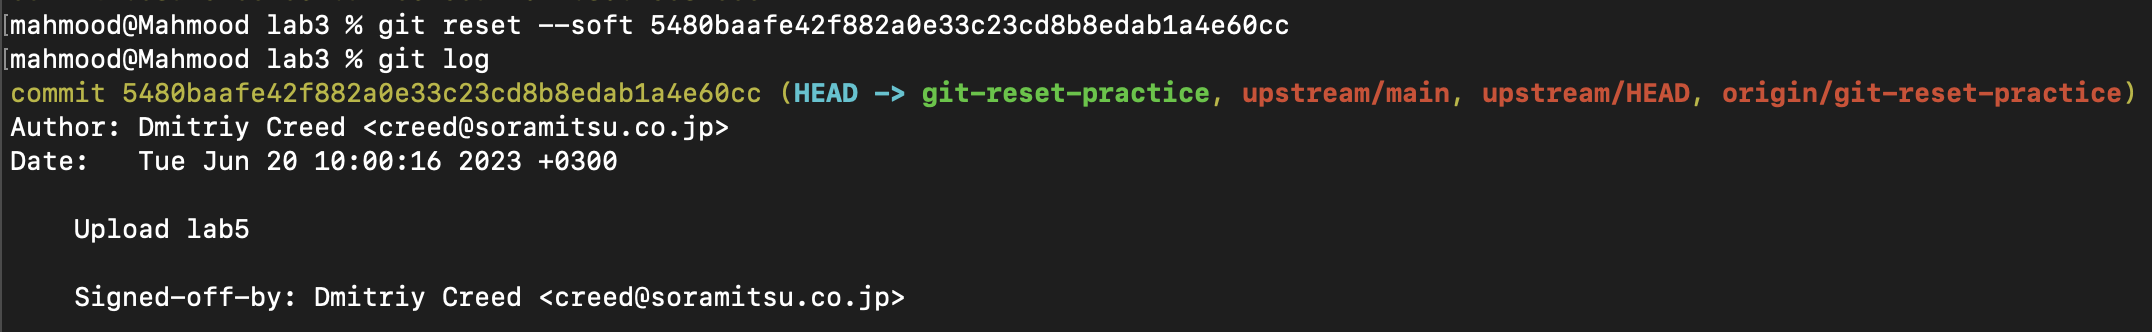 [mahmood@Mahmood lab3 % git reset --soft 5480baafe42f882a0e33c23cd8b8edab1a4e60cc
[mahmood@Mahmood lab3 % git log
commit 5480baafe42f882a0e33c23cd8b8edab1a4e60cc (HEAD -> git-reset-practice, upstream/main, upstream/HEAD, origin/git-reset-practice)
Author: Dmitriy Creed <creed@soramitsu.co.jp>
Date:   Tue Jun 20 10:00:16 2023 +0300
    Upload lab5
    Signed-off-by: Dmitriy Creed <creed@soramitsu.co.jp>